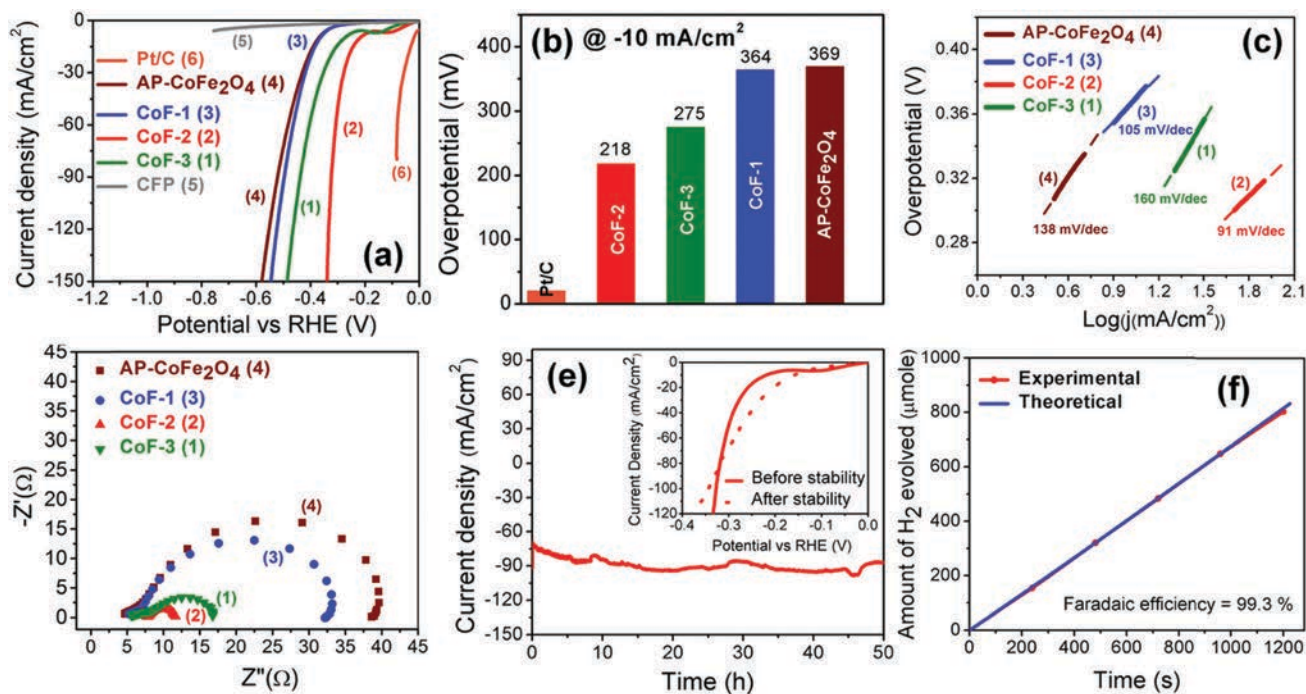 (a)
Current density (mA/cm²)
0
-30
-60
-90
-120
-150
Pt/C (6)
AP-CoFe₂O₄ (4)
CoF-1 (3)
CoF-2 (2)
CoF-3 (1)
CFP (5)
(5)
(3)
(2)
(6)
(4)
(1)
-1.2 -1.0 -0.8 -0.6 -0.4 -0.2 0.0
Potential vs RHE (V)
(b) @ -10 mA/cm²
Overpotential (mV)
400
300
200
100
0
Pt/C
218
CoF-2
275
CoF-3
364
CoF-1
369
AP-CoFe₂O₄
(c)
Overpotential (V)
0.40
0.36
0.32
0.28
0.24
AP-CoFe₂O₄ (4)
CoF-1 (3)
CoF-2 (2)
CoF-3 (1)
(3)
105 mV/dec
(4)
138 mV/dec
(1)
160 mV/dec
(2)
91 mV/dec
0.0 0.3 0.6 0.9 1.2 1.5 1.8 2.1
Log(j(mA/cm²))
-Z'(Ω)
45
40
35
30
25
20
15
10
5
0
AP-CoFe₂O₄ (4)
CoF-1 (3)
CoF-2 (2)
CoF-3 (1)
(4)
(3)
(1)
(2)
0 5 10 15 20 25 30 35 40 45
Z''(Ω)
(e)
Current density (mA/cm²)
90
60
30
0
-30
-60
-90
-120
-150
Current Density (mA/cm²)
0
-20
-40
-60
-80
-100
-120
Before stability
After stability
-0.4 -0.3 -0.2 -0.1 0.0
Potential vs RHE (V)
0 10 20 30 40 50
Time (h)
(f)
Amount of H₂ evolved (μmole)
1000
800
600
400
200
0
Experimental
Theoretical
Faradaic efficiency = 99.3 %
0 200 400 600 800 1000 1200
Time (s)